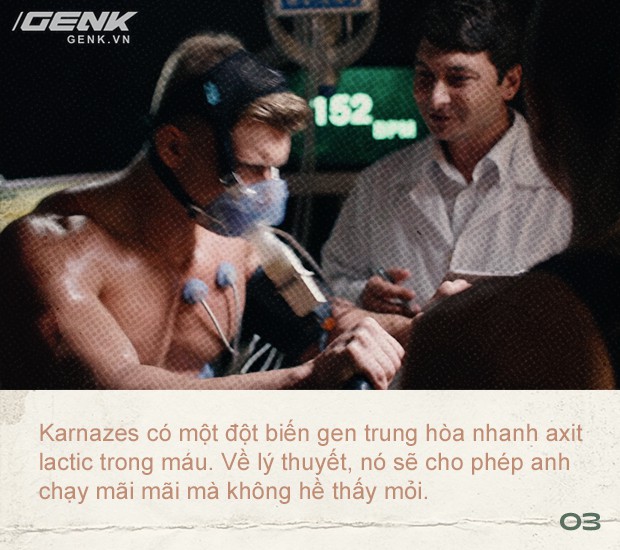 GENK
GENK.VN
152
BPM
Karnazes có một đột biến gen trung hòa nhanh axit
lactic trong máu. Về lý thuyết, nó sẽ cho phép anh
chạy mãi mãi mà không hề thấy mỏi.
03